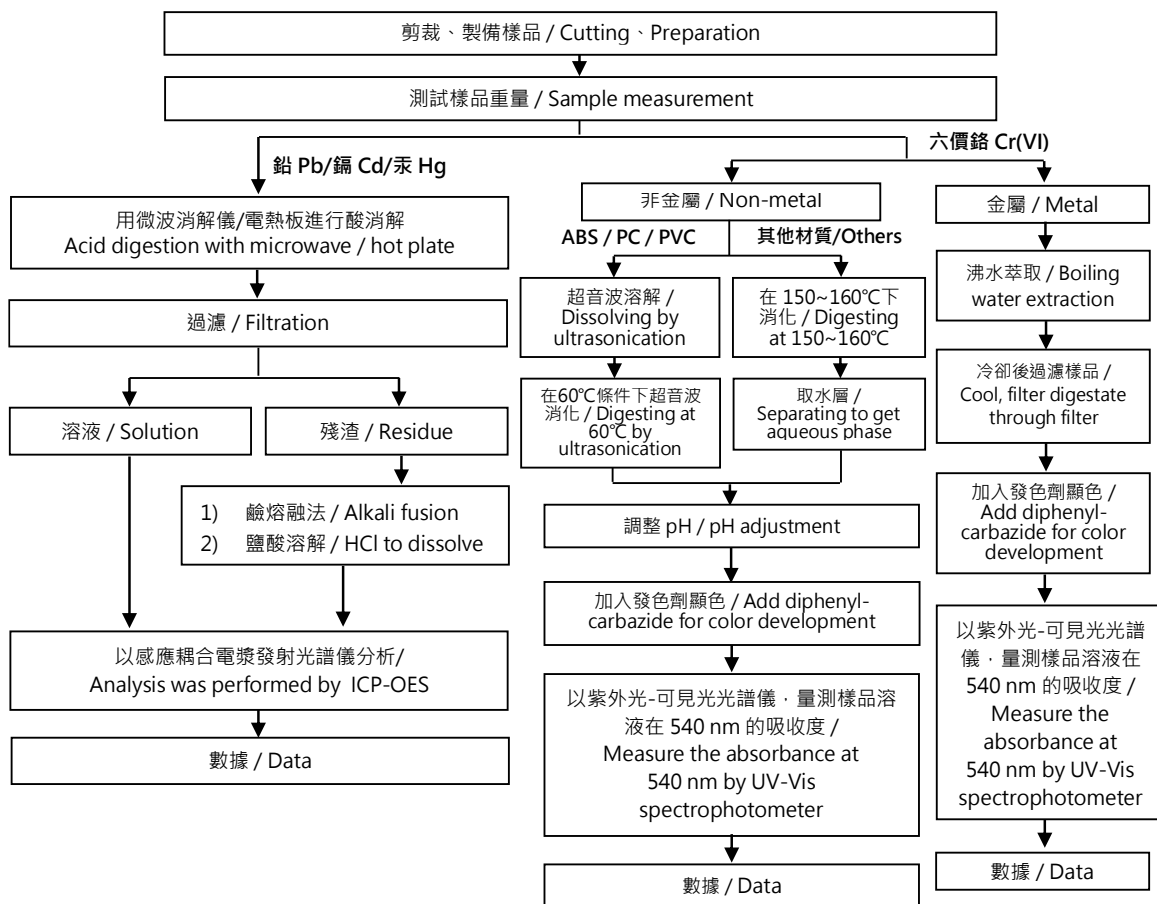 剪裁、製備樣品 / Cutting、Preparation
測試樣品重量 / Sample measurement
鉛 Pb/鎘 Cd/汞 Hg
六價鉻 Cr(VI)
用微波消解儀/電熱板進行酸消解
Acid digestion with microwave / hot plate
過濾 / Filtration
溶液 / Solution
殘渣 / Residue
1) 鹼熔融法 / Alkali fusion
2) 鹽酸溶解 / HCl to dissolve
以感應耦合電漿發射光譜儀分析/
Analysis was performed by ICP-OES
數據 / Data
非金屬 / Non-metal
ABS / PC / PVC
其他材質/Others
超音波溶解 /
Dissolving by
ultrasonication
在60℃條件下超音波
消化 / Digesting at
60℃ by
ultrasonication
在 150~160℃下
消化 / Digesting
at 150~160℃
取水層 /
Separating to get
aqueous phase
調整 pH / pH adjustment
加入發色劑顯色 / Add diphenyl-
carbazide for color development
以紫外光-可見光光譜儀，量測樣品溶
液在 540 nm 的吸收度 /
Measure the absorbance at
540 nm by UV-Vis
spectrophotometer
數據 / Data
金屬 / Metal
沸水萃取 / Boiling
water extraction
冷卻後過濾樣品 /
Cool, filter digestate
through filter
加入發色劑顯色 /
Add diphenyl-
carbazide for color
development
以紫外光-可見光光譜
儀，量測樣品溶液在
540 nm 的吸收度 /
Measure the
absorbance at
540 nm by UV-Vis
spectrophotometer
數據 / Data